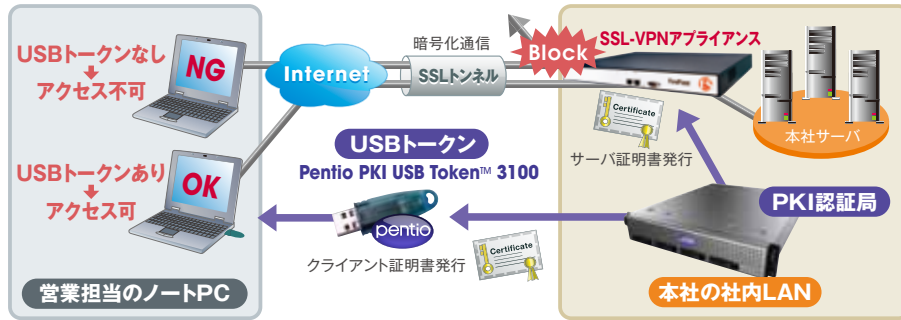 USBトークンなし
アクセス不可
NG
Internet
暗号化通信
SSLトンネル
Block
SSL-VPNアプライアンス
Certificate
サーバ証明書発行
本社サーバ
USBトークンあり
アクセス可
OK
USBトークン
Pentio PKI USB Token™ 3100
pentio
クライアント証明書発行
Certificate
PKI認証局
営業担当のノートPC
本社の社内LAN